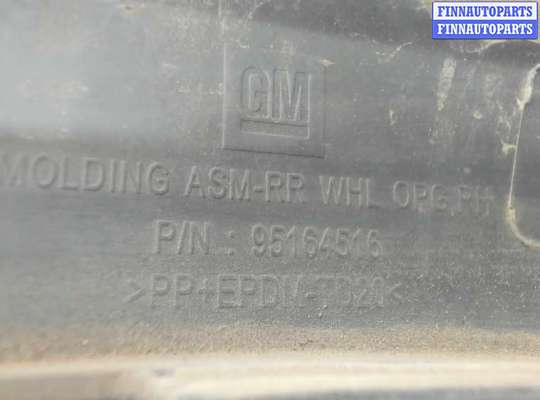 FINNAUTOPARTS
FINNAUTOPARTS
GM
MOLDING ASM-RR WHL OPG,RH
P/N : 95164516
>PP+EPDM-TD20<